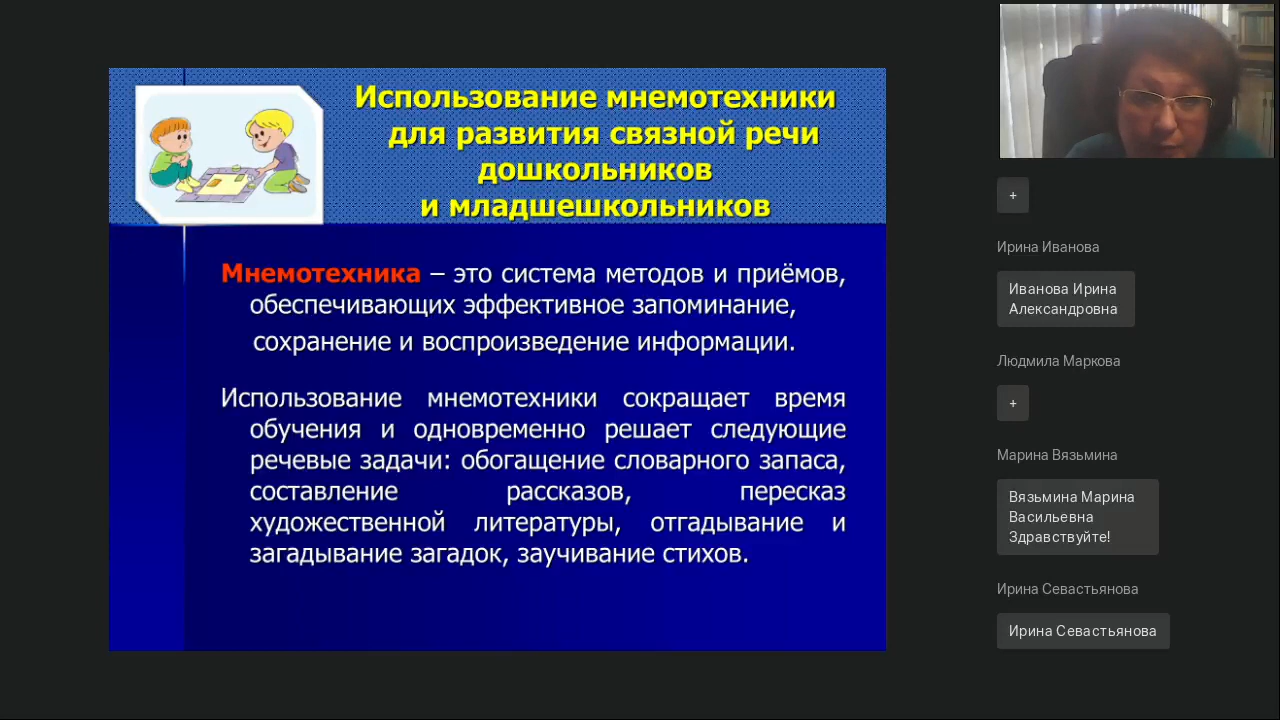 Использование мнемотехники
для развития связной речи
дошкольников
и младшешкольников
Мнемотехника – это система методов и приёмов,
обеспечивающих эффективное запоминание,
сохранение и воспроизведение информации.
Использование мнемотехники сокращает время
обучения и одновременно решает следующие
речевые задачи: обогащение словарного запаса,
составление рассказов, пересказ
художественной литературы, отгадывание и
загадывание загадок, заучивание стихов.
+
Ирина Иванова
Иванова Ирина
Александровна
Людмила Маркова
+
Марина Вязьмина
Вязьмина Марина
Васильевна
Здравствуйте!
Ирина Севастьянова
Ирина Севастьянова